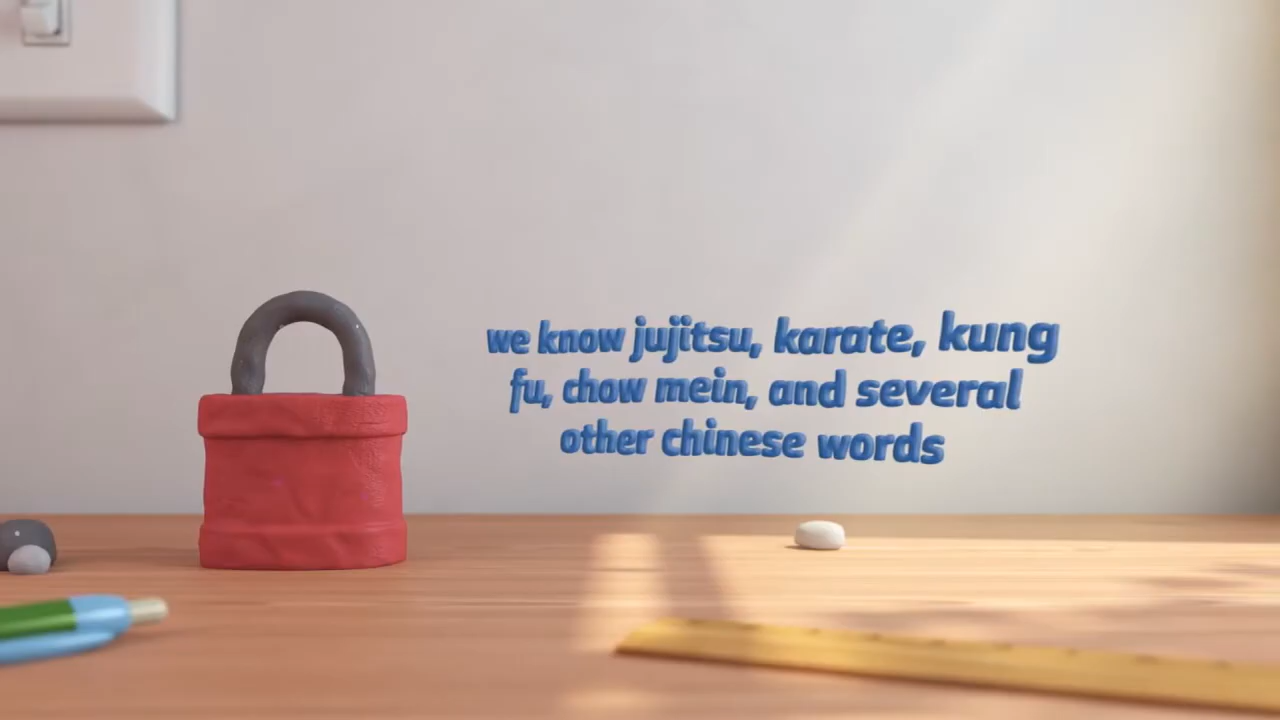 we know jujitsu, karate, kung
fu, chow mein, and several
other chinese words